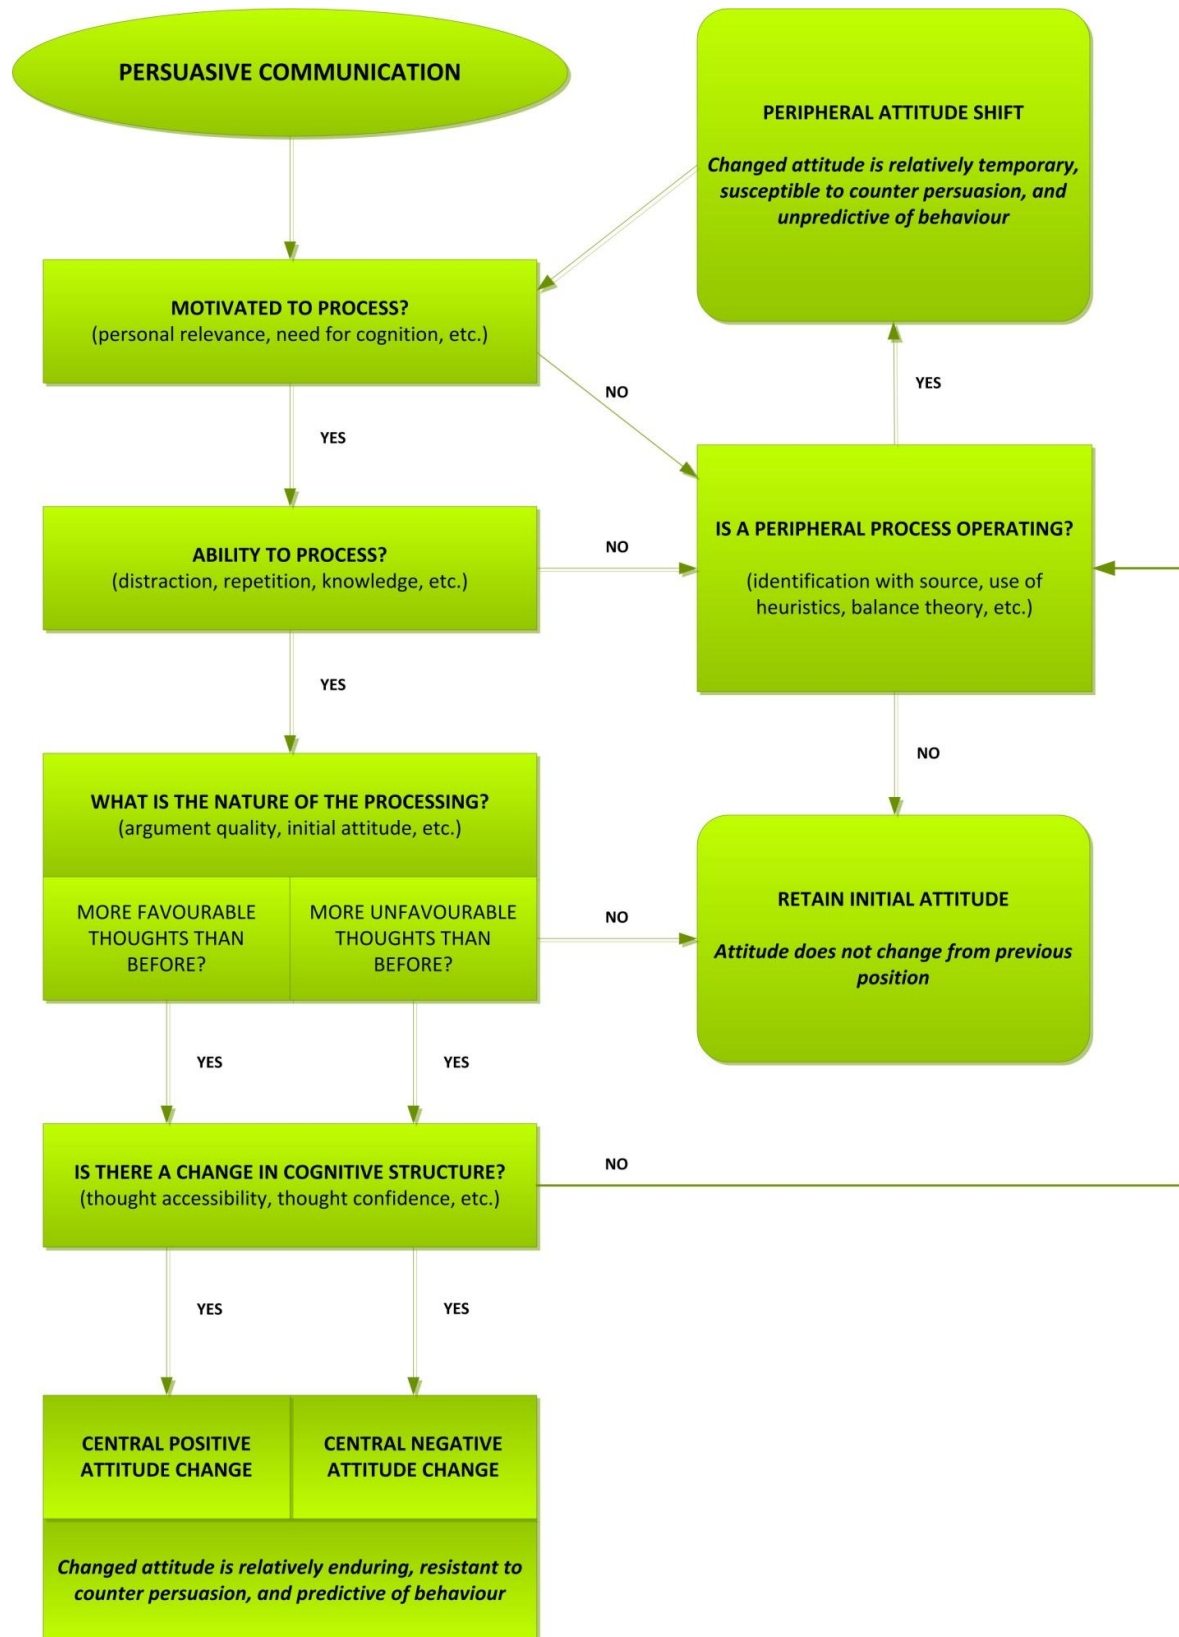 PERSUASIVE COMMUNICATION
PERIPHERAL ATTITUDE SHIFT
Changed attitude is relatively temporary,
susceptible to counter persuasion, and
unpredictive of behaviour
MOTIVATED TO PROCESS?
(personal relevance, need for cognition, etc.)
NO
YES
YES
ABILITY TO PROCESS?
(distraction, repetition, knowledge, etc.)
NO
IS A PERIPHERAL PROCESS OPERATING?
(identification with source, use of
heuristics, balance theory, etc.)
YES
NO
WHAT IS THE NATURE OF THE PROCESSING?
(argument quality, initial attitude, etc.)
MORE FAVOURABLE
THOUGHTS THAN
BEFORE?
MORE UNFAVOURABLE
THOUGHTS THAN
BEFORE?
NO
RETAIN INITIAL ATTITUDE
Attitude does not change from previous
position
YES
YES
IS THERE A CHANGE IN COGNITIVE STRUCTURE?
(thought accessibility, thought confidence, etc.)
NO
YES
YES
CENTRAL POSITIVE
ATTITUDE CHANGE
CENTRAL NEGATIVE
ATTITUDE CHANGE
Changed attitude is relatively enduring, resistant to
counter persuasion, and predictive of behaviour